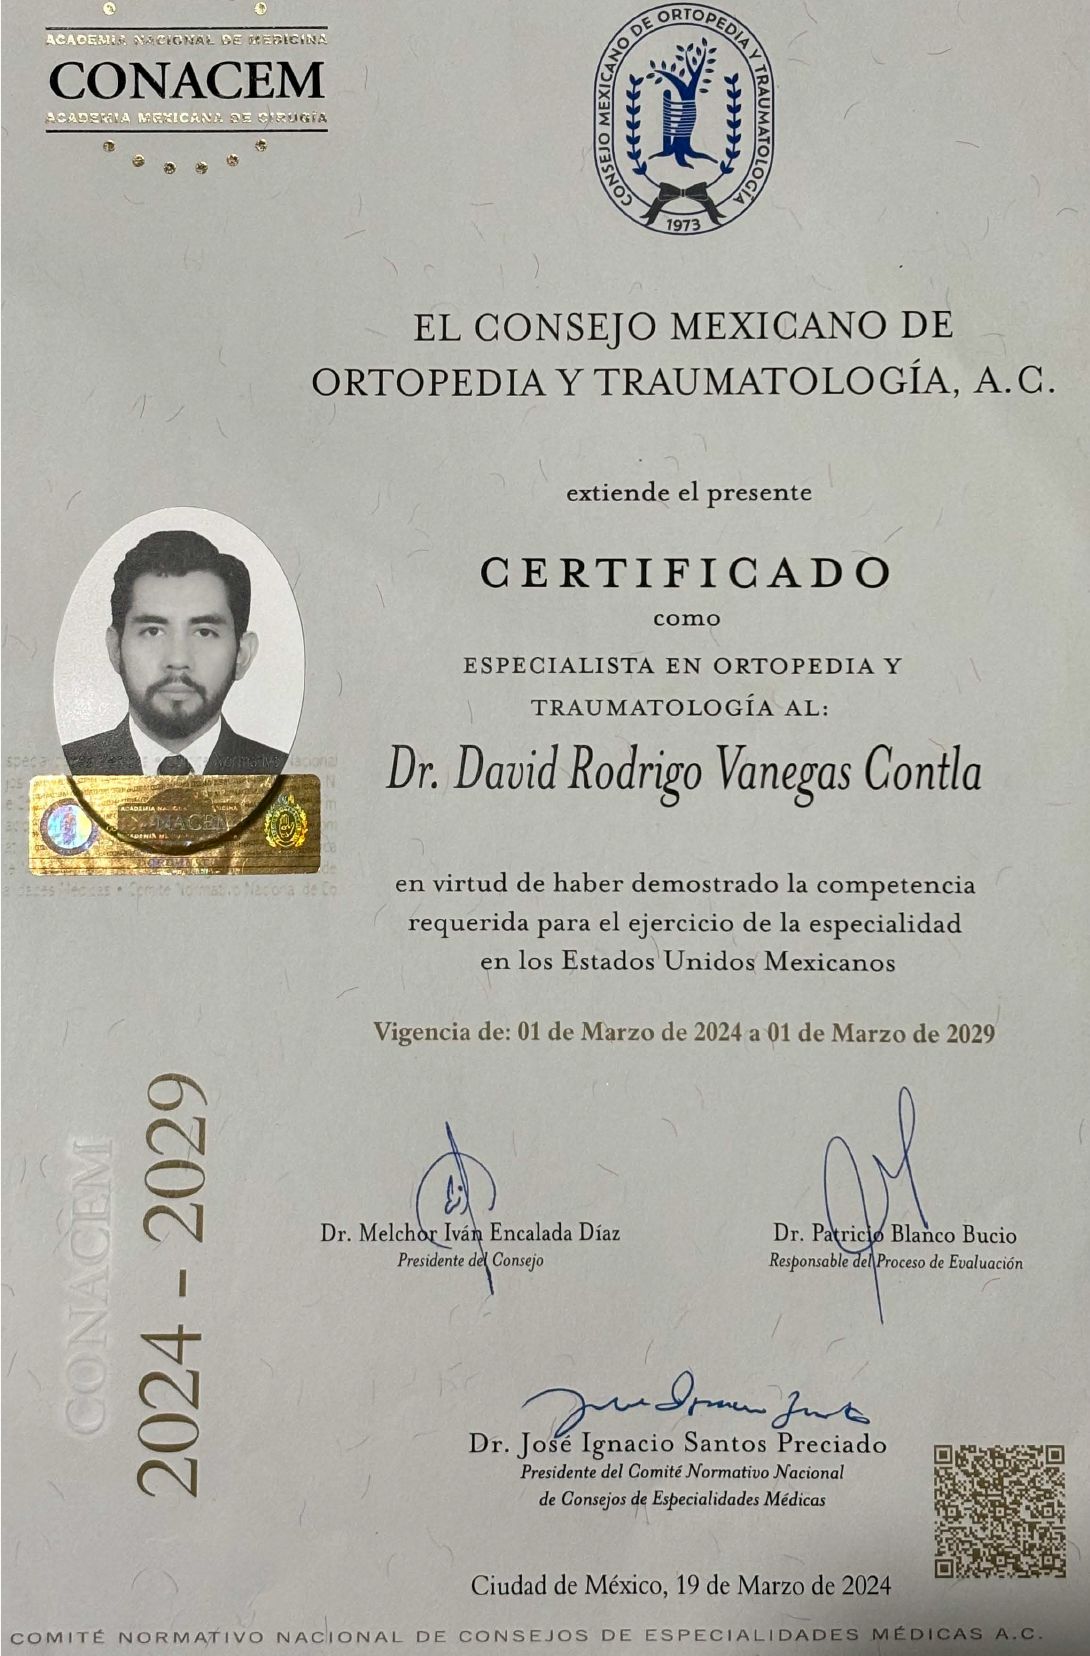 ACADEMIA NACIONAL DE MEDICINA
CONACEM
ACADEMIA MEXICANA DE CIRUGÍA
CONSEJO MEXICANO DE ORTOPEDIA Y TRAUMATOLOGÍA
1973
EL CONSEJO MEXICANO DE
ORTOPEDIA Y TRAUMATOLOGÍA, A.C.
extiende el presente
CERTIFICADO
como
ESPECIALISTA EN ORTOPEDIA Y
TRAUMATOLOGÍA AL:
Dr. David Rodrigo Vanegas Contla
en virtud de haber demostrado la competencia
requerida para el ejercicio de la especialidad
en los Estados Unidos Mexicanos
Vigencia de: 01 de Marzo de 2024 a 01 de Marzo de 2029
CONACEM
2024 - 2029
Dr. Melchor Iván Encalada Díaz
Presidente del Consejo
Dr. Patricio Blanco Bucio
Responsable del Proceso de Evaluación
Dr. José Ignacio Santos Preciado
Presidente del Comité Normativo Nacional
de Consejos de Especialidades Médicas
Ciudad de México, 19 de Marzo de 2024
COMITÉ NORMATIVO NACIONAL DE CONSEJOS DE ESPECIALIDADES MÉDICAS A.C.